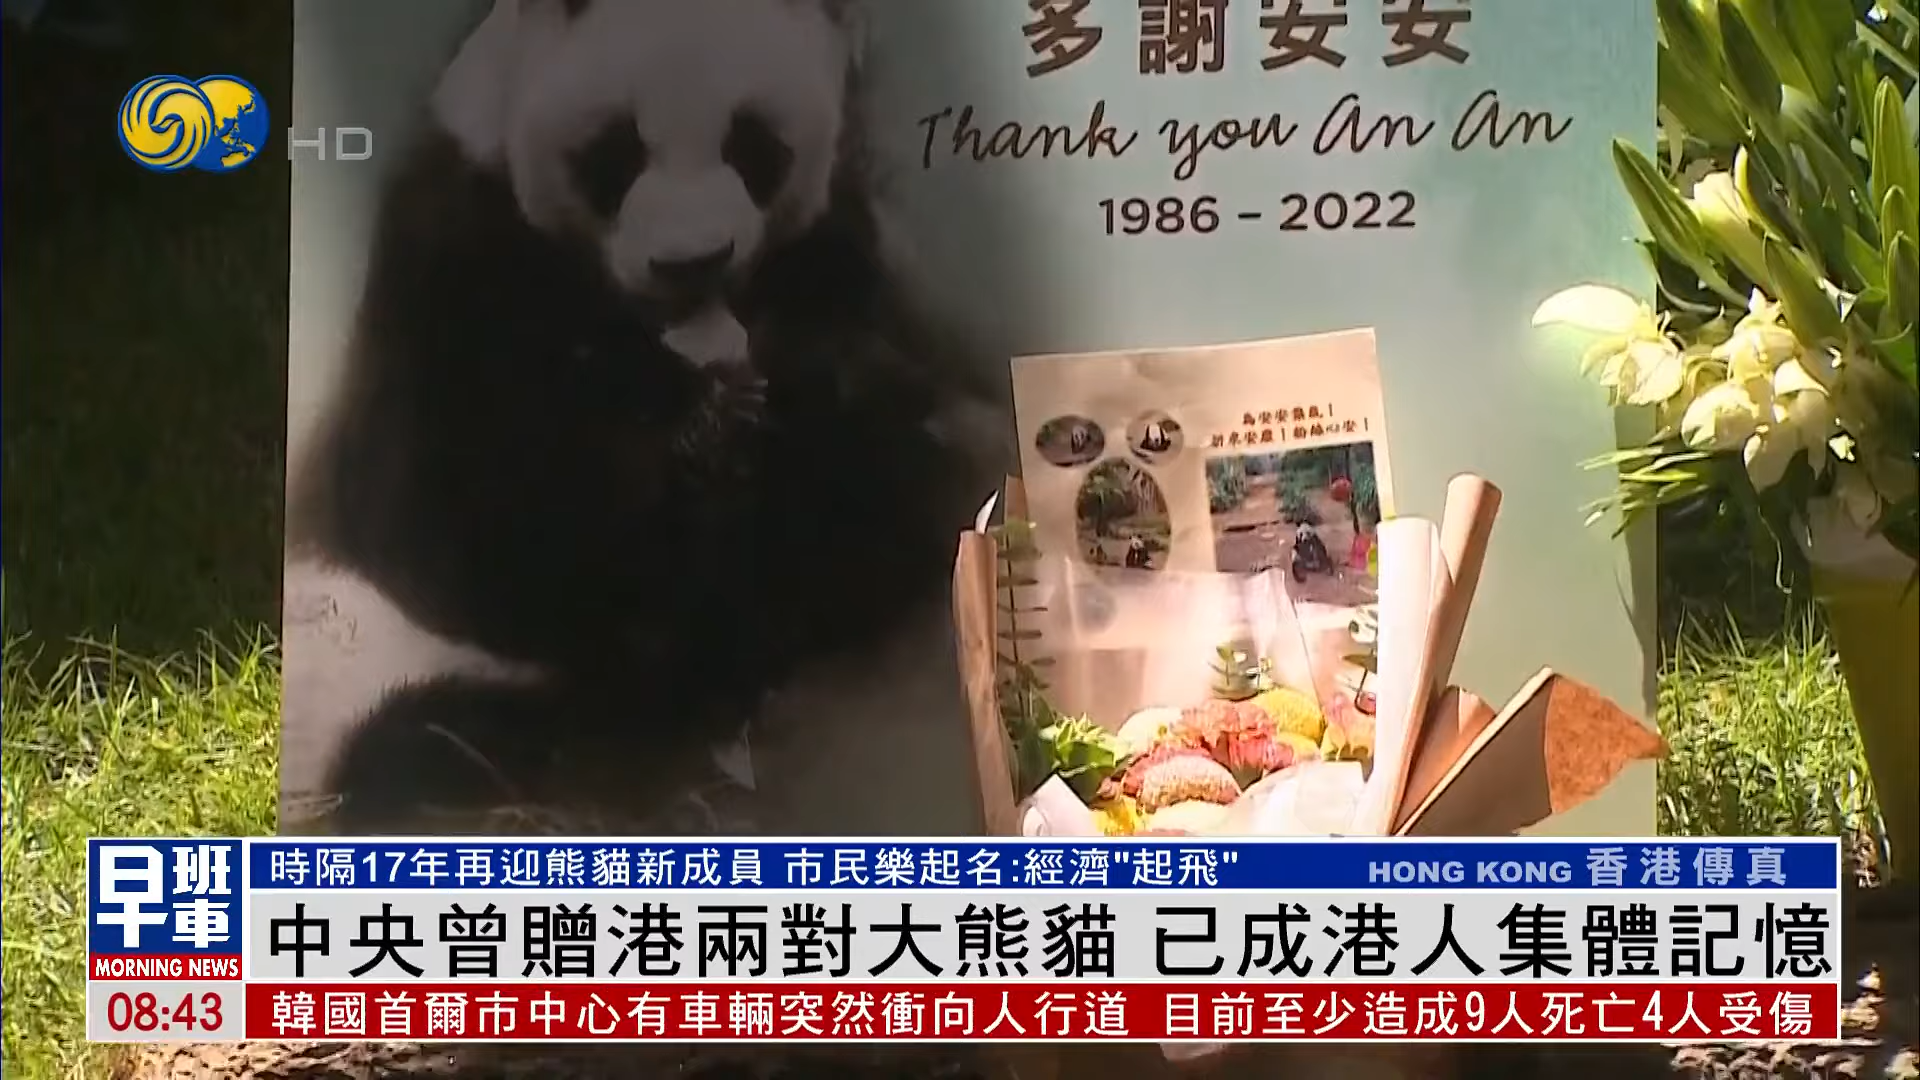 多謝安安
Thank you An An
1986 – 2022
HD
時隔17年再迎熊貓新成員 市民樂起名:經濟"起飛"
HONG KONG 香港傳真
早班車
MORNING NEWS
中央曾贈港兩對大熊貓 已成港人集體記憶
08:43
韓國首爾市中心有車輛突然衝向人行道 目前至少造成9人死亡4人受傷